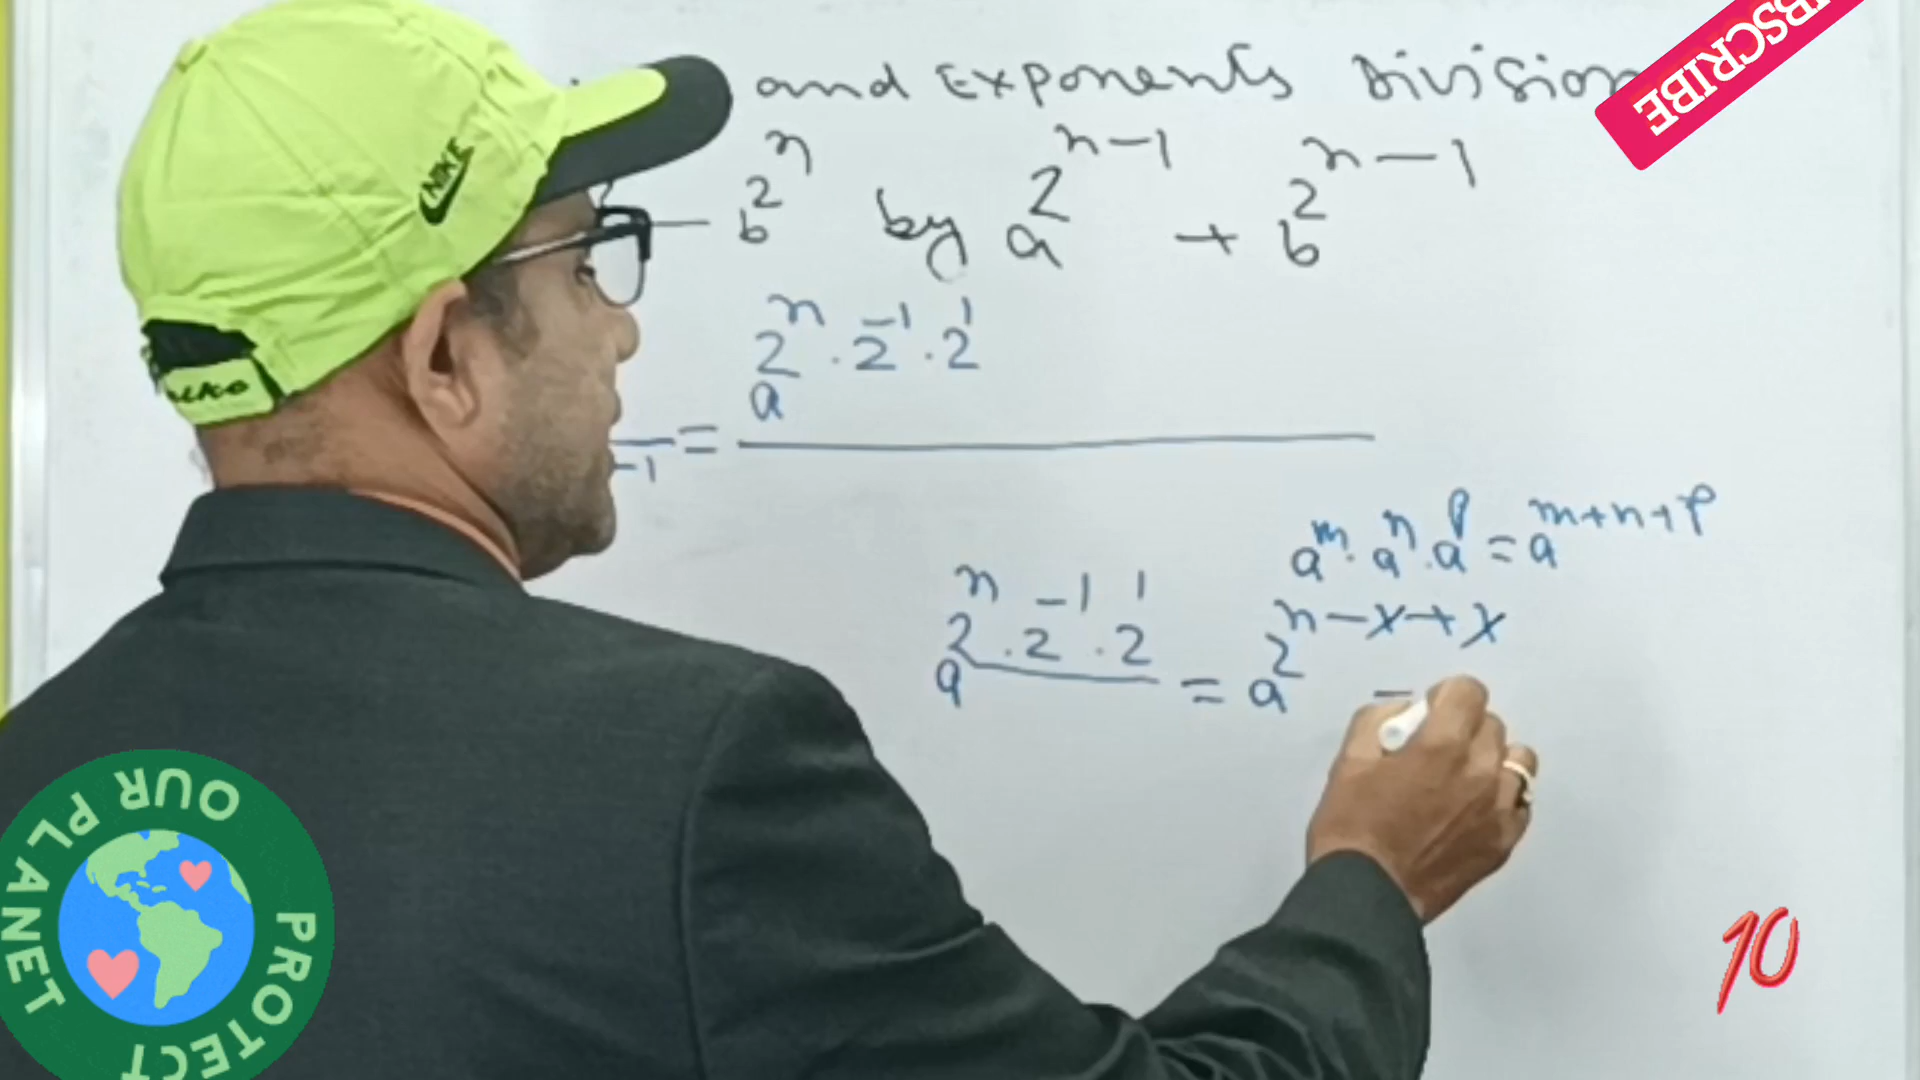 and Exponents Division
SUBSCRIBE
NIKE
- b^2^n by a^2^{n-1} + b^2^{n-1}
a^2^n . 2^-1 . 2^1
-1 =
a^m . a^n . a^p = a^{m+n+p}
a^2^n . 2^-1 . 2^1 = a^2^{n-1+1}
=
PROTECT OUR PLANET
10